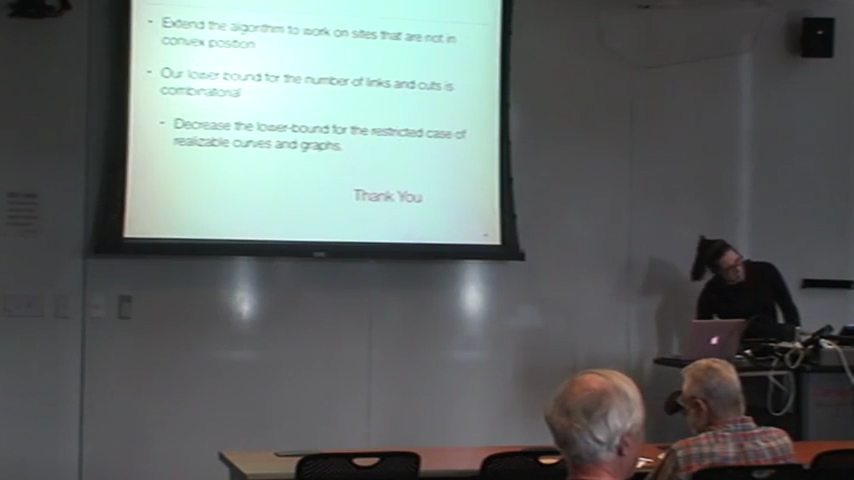 - Extend the algorithm to work on sites that are not in
convex position
- Our lower bound for the number of links and cuts is
combinatorial
- Decrease the lower-bound for the restricted case of
realizable curves and graphs.
Thank You